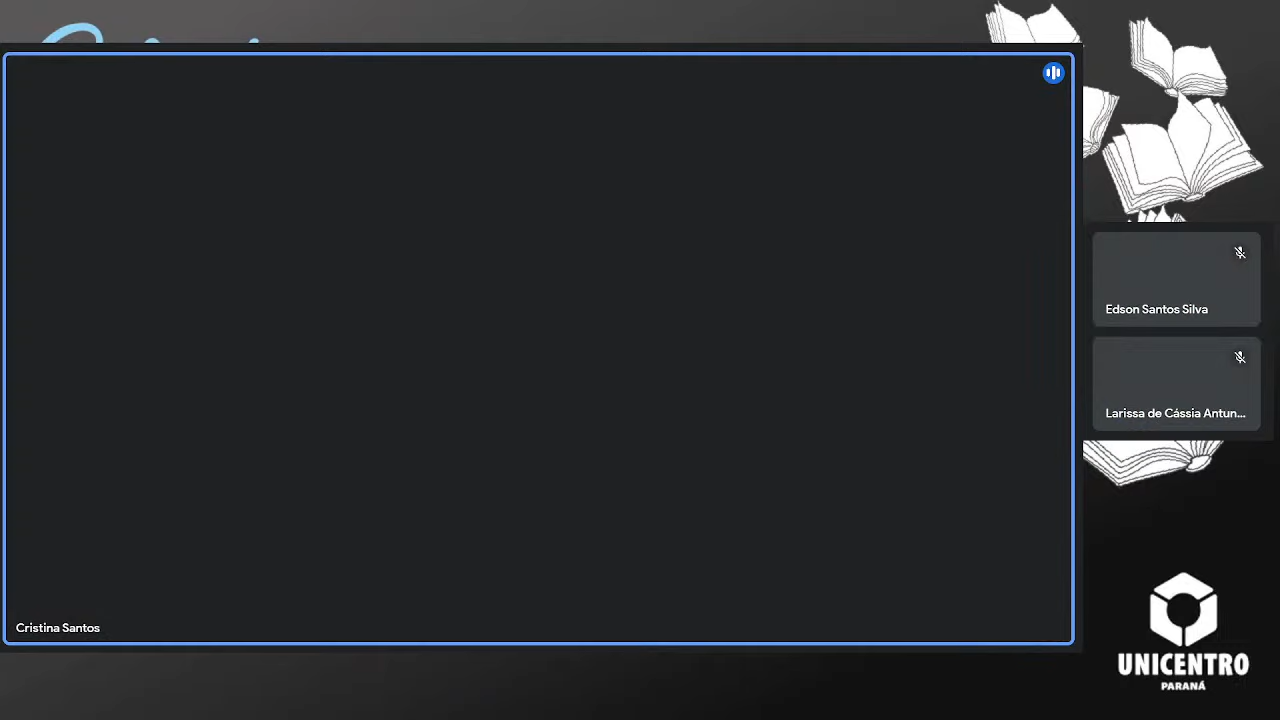 Edson Santos Silva
Larissa de Cássia Antun...
Cristina Santos
UNICENTRO
PARANÁ